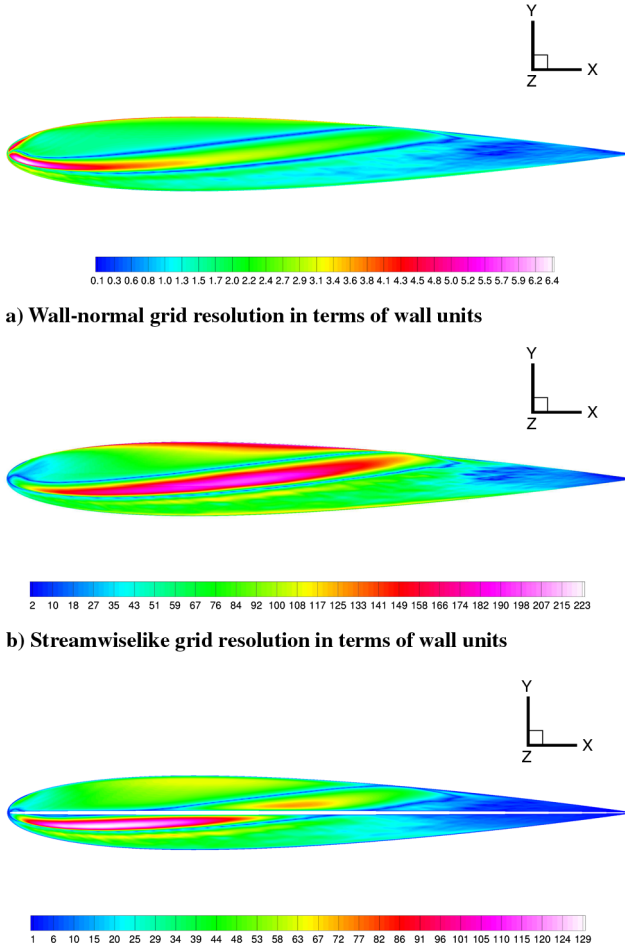 Y
X
Z
0.1 0.3 0.6 0.8 1.0 1.3 1.5 1.7 2.0 2.2 2.4 2.7 2.9 3.1 3.4 3.6 3.8 4.1 4.3 4.5 4.8 5.0 5.2 5.5 5.7 5.9 6.2 6.4
a) Wall-normal grid resolution in terms of wall units
Y
X
Z
2 10 18 27 35 43 51 59 67 76 84 92 100 108 117 125 133 141 149 158 166 174 182 190 198 207 215 223
b) Streamwiselike grid resolution in terms of wall units
Y
X
Z
1 6 10 15 20 25 29 34 39 44 48 53 58 63 67 72 77 82 86 91 96 101 105 110 115 120 124 129